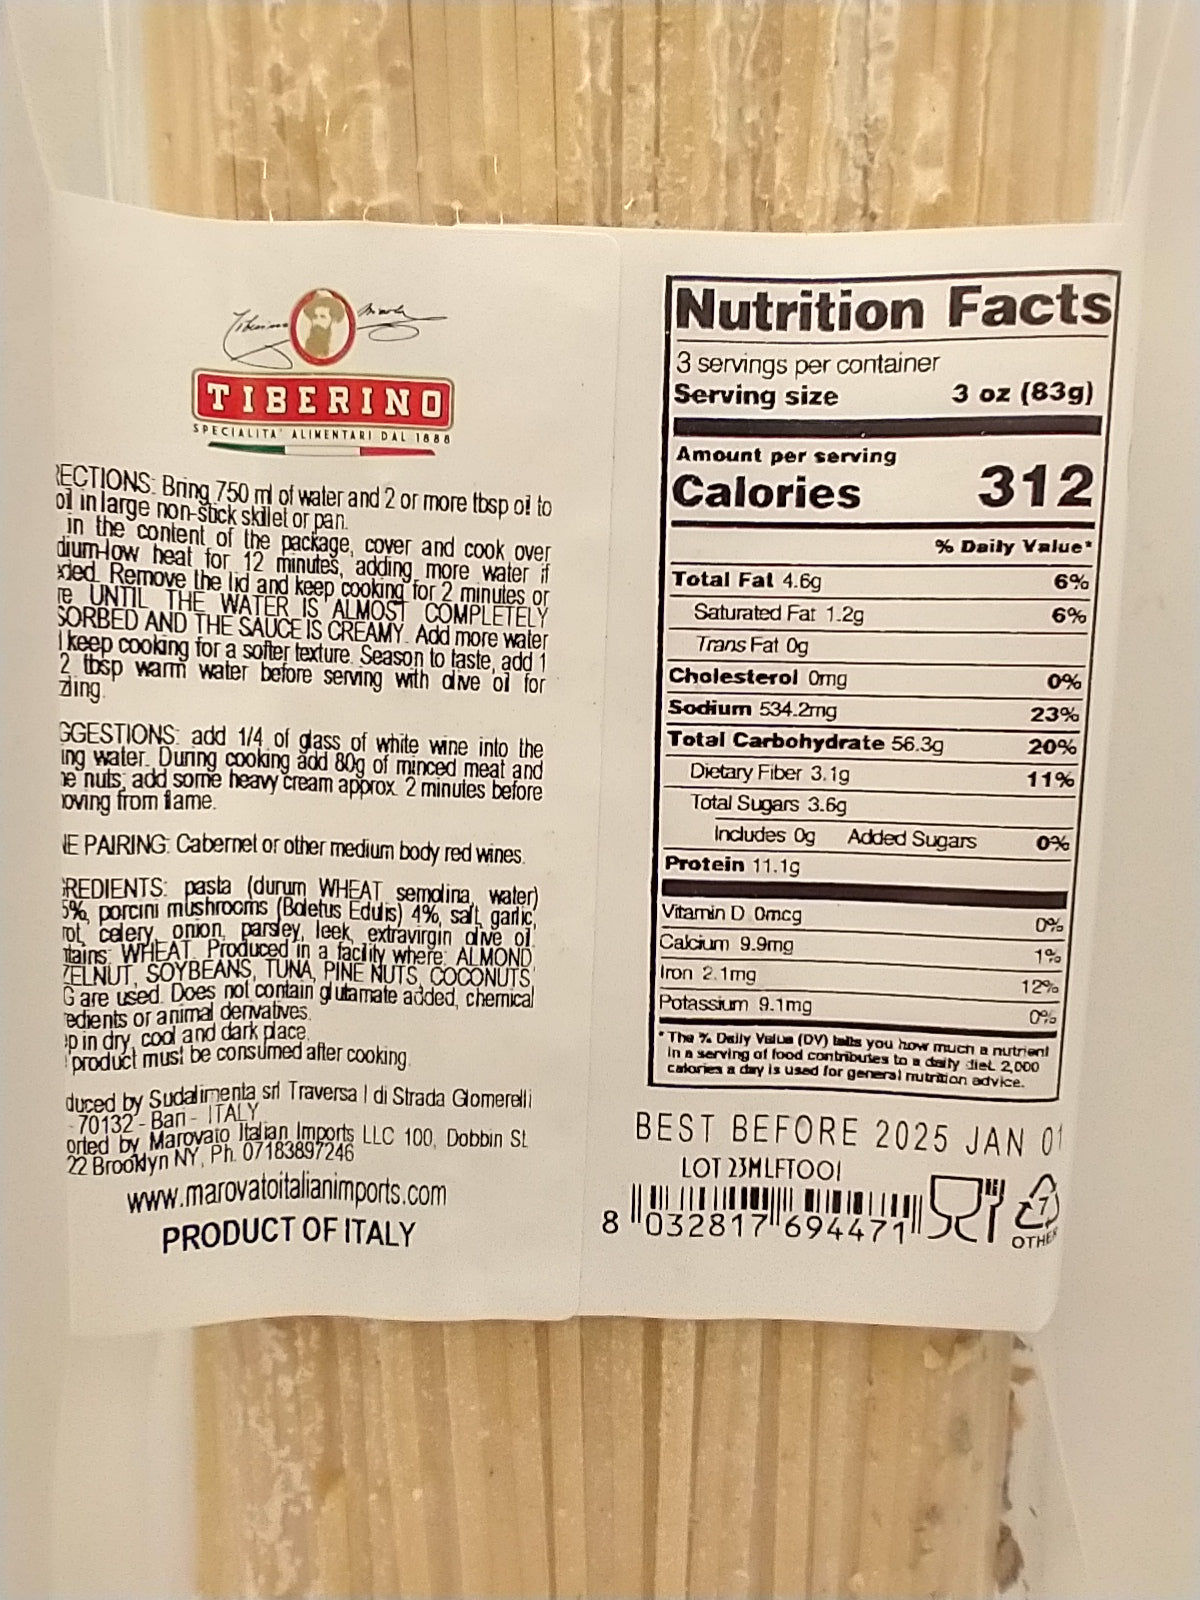 TIBERINO
SPECIALITA' ALIMENTARI DAL 1888
RECTIONS: Bring 750 ml of water and 2 or more tbsp oil to
oil in large non-stick skillet or pan.
in the content of the package, cover and cook over
dium-low heat for 12 minutes, adding more water if
eded. Remove the lid and keep cooking for 2 minutes or
re UNTIL THE WATER IS ALMOST COMPLETELY
SORBED AND THE SAUCE IS CREAMY. Add more water
keep cooking for a softer texture. Season to taste, add 1
2 tbsp warm water before serving with olive oil for
zling.
GGESTIONS: add 1/4 of glass of white wine into the
ing water. During cooking add 80g of minced meat and
ne nuts; add some heavy cream approx. 2 minutes before
oving from flame.
NE PAIRING: Cabernet or other medium body red wines.
GREDIENTS: pasta (durum WHEAT semolina, water)
5%, porcini mushrooms (Boletus Edulis) 4%, salt, garlic,
rot, celery, onion, parsley, leek, extravirgin olive oil.
ntains: WHEAT. Produced in a facility where: ALMOND,
ZELNUT, SOYBEANS, TUNA, PINE NUTS, COCONUTS,
G are used. Does not contain glutamate added, chemical
edients or animal derivatives.
ep in dry, cool and dark place.
product must be consumed after cooking.
duced by Sudalimenta srl Traversa I di Strada Glomerelli
- 70132 - Bari - ITALY
orted by Marovato Italian Imports LLC 100, Dobbin St.
22 Brooklyn NY, Ph. 07183897246
www.marovatoitalianimports.com
PRODUCT OF ITALY
Nutrition Facts
3 servings per container
Serving size 3 oz (83g)
Amount per serving
Calories 312
% Daily Value*
Total Fat 4.6g 6%
Saturated Fat 1.2g 6%
Trans Fat 0g
Cholesterol 0mg 0%
Sodium 534.2mg 23%
Total Carbohydrate 56.3g 20%
Dietary Fiber 3.1g 11%
Total Sugars 3.6g
Includes 0g Added Sugars 0%
Protein 11.1g
Vitamin D 0mcg 0%
Calcium 9.9mg 1%
Iron 2.1mg 12%
Potassium 9.1mg 0%
* The % Daily Value (DV) tells you how much a nutrient
in a serving of food contributes to a daily diet. 2,000
calories a day is used for general nutrition advice.
BEST BEFORE 2025 JAN 01
LOT 23MLFT001
8 032817 694471
7
OTHER